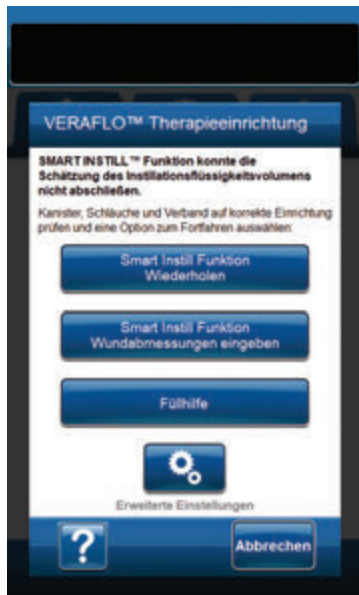 VERAFLO™ Therapieeinrichtung
SMART INSTILL™ Funktion konnte die
Schätzung des Instillationsflüssigkeitsvolumens
nicht abschließen.
Kanister, Schläuche und Verband auf korrekte Einrichtung
prüfen und eine Option zum Fortfahren auswählen:
Smart Instill Funktion
Wiederholen
Smart Instill Funktion
Wundabmessungen eingeben
Füllhilfe
Erweiterte Einstellungen
?
Abbrechen